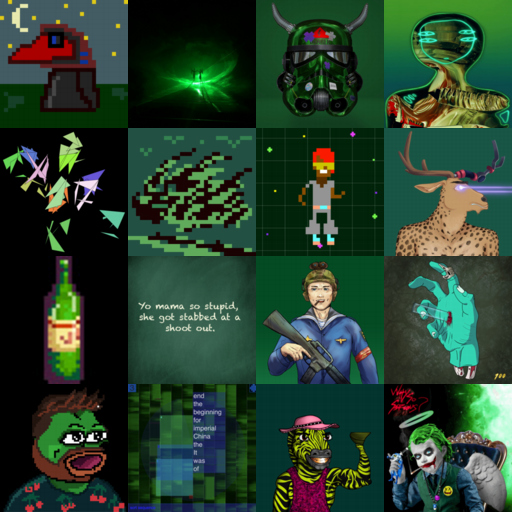 Yo mama so stupid,
she got stabbed at a
shoot out.
end
the
beginning
for
imperial
China
the
It
was
of